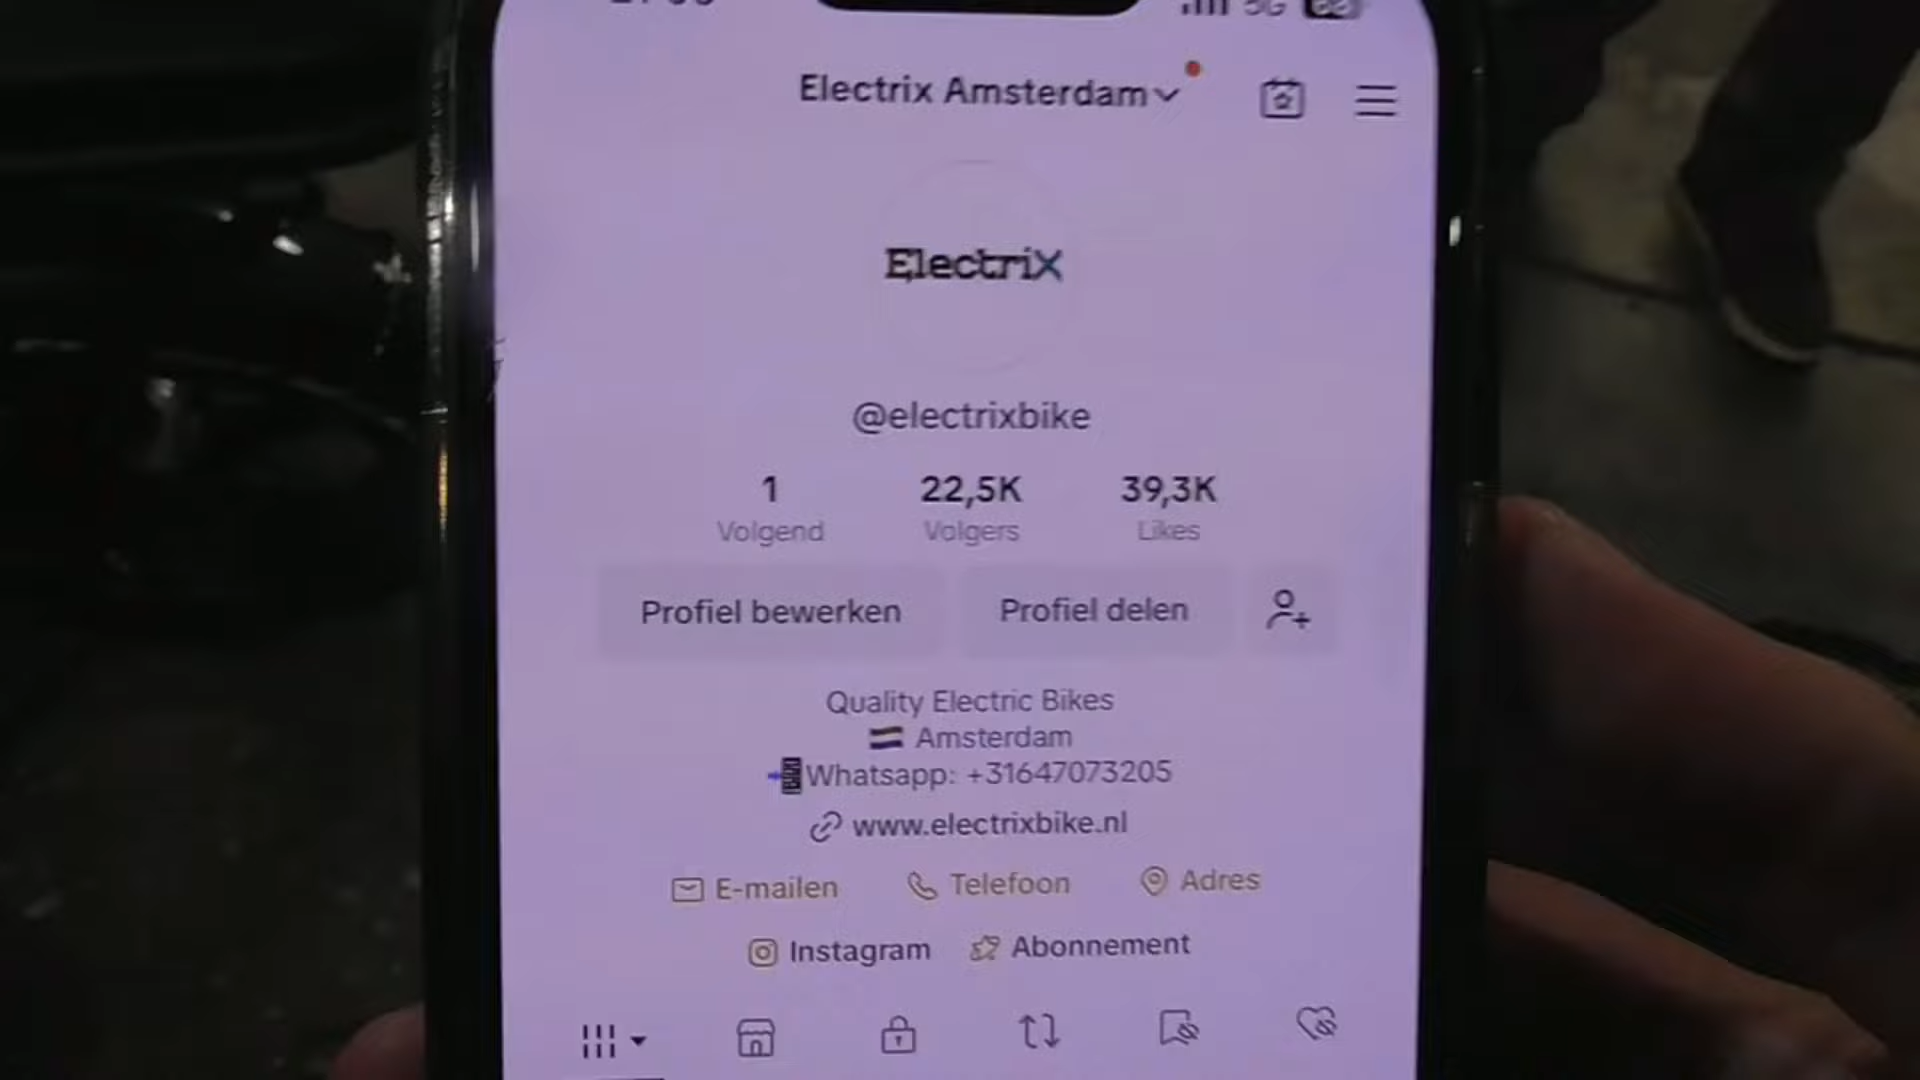 5G
Electrix Amsterdam
ElectriX
@electrixbike
1 22,5K 39,3K
Volgend Volgers Likes
Profiel bewerken Profiel delen
Quality Electric Bikes
Amsterdam
Whatsapp: +31647073205
www.electrixbike.nl
E-mailen Telefoon Adres
Instagram Abonnement